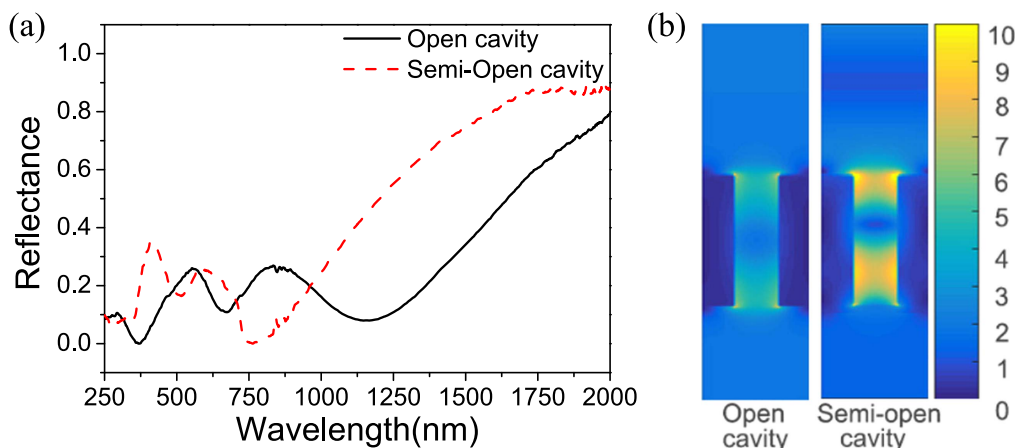 (a)
Open cavity
Semi-Open cavity
Reflectance
1.0
0.8
0.6
0.4
0.2
0.0
250 500 750 1000 1250 1500 1750 2000
Wavelength(nm)
(b)
10
9
8
7
6
5
4
3
2
1
0
Open cavity
Semi-open cavity